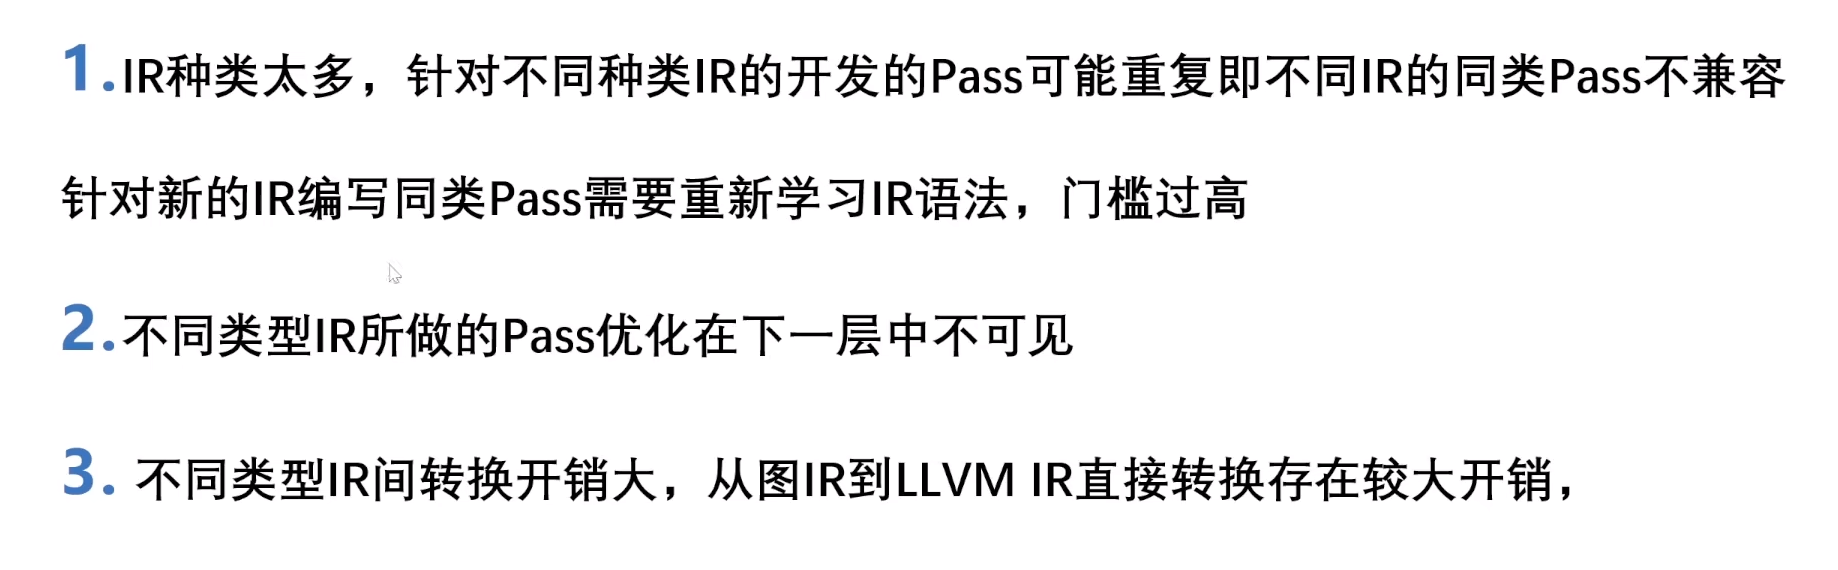 1.IR种类太多，针对不同种类IR的开发的Pass可能重复即不同IR的同类Pass不兼容
针对新的IR编写同类Pass需要重新学习IR语法，门槛过高
2.不同类型IR所做的Pass优化在下一层中不可见
3. 不同类型IR间转换开销大，从图IR到LLVM IR直接转换存在较大开销，